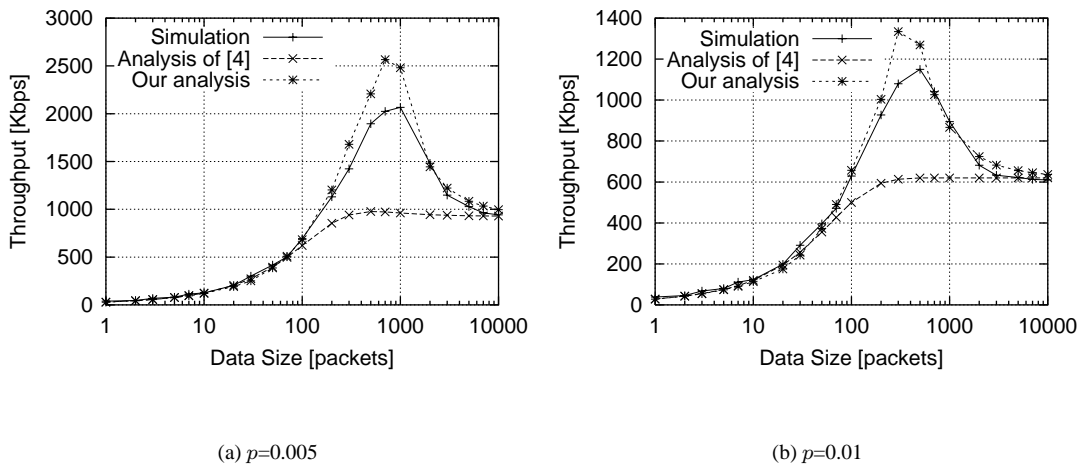 3000
2500
2000
1500
1000
500
0
Throughput [Kbps]
Simulation
Analysis of [4]
Our analysis
1 10 100 1000 10000
Data Size [packets]
(a) p=0.005
1400
1200
1000
800
600
400
200
0
Throughput [Kbps]
Simulation
Analysis of [4]
Our analysis
1 10 100 1000 10000
Data Size [packets]
(b) p=0.01